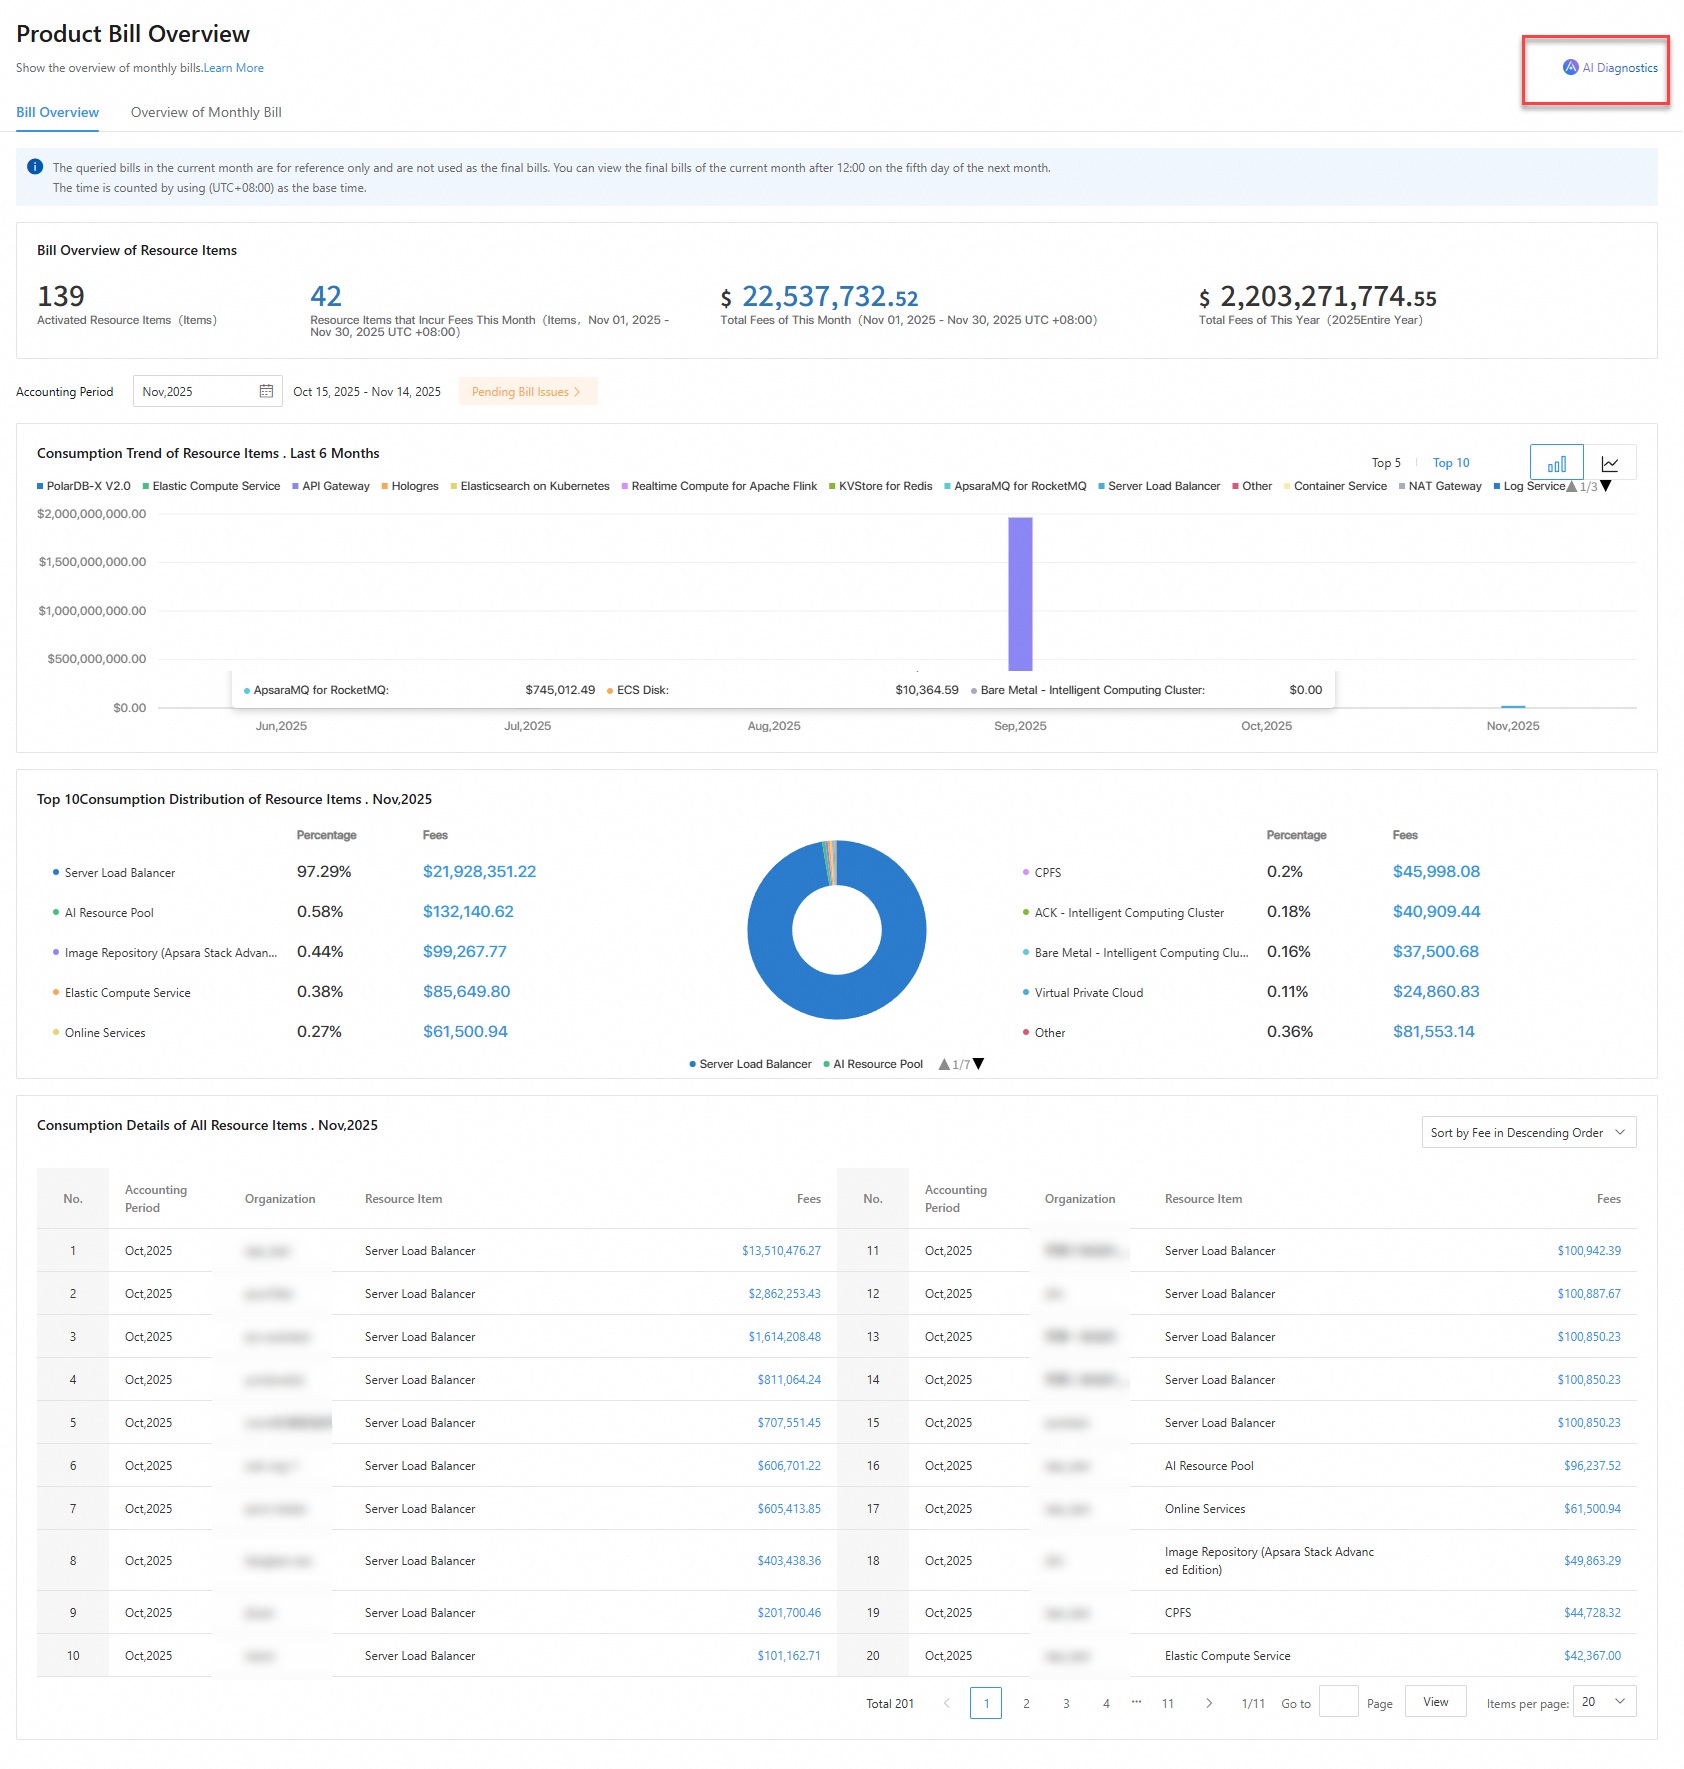 Product Bill Overview
Show the overview of monthly bills.Learn More
AI Diagnostics
Bill Overview
Overview of Monthly Bill
The queried bills in the current month are for reference only and are not used as the final bills. You can view the final bills of the current month after 12:00 on the fifth day of the next month.
The time is counted by using (UTC+08:00) as the base time.
Bill Overview of Resource Items
139
Activated Resource Items（Items）
42
Resource Items that Incur Fees This Month（Items，Nov 01, 2025 -
Nov 30, 2025 UTC +08:00）
$ 22,537,732.52
Total Fees of This Month（Nov 01, 2025 - Nov 30, 2025 UTC +08:00）
$ 2,203,271,774.55
Total Fees of This Year（2025Entire Year）
Accounting Period Nov,2025 Oct 15, 2025 - Nov 14, 2025 Pending Bill Issues >
Consumption Trend of Resource Items . Last 6 Months
Top 5 Top 10
PolarDB-X V2.0 Elastic Compute Service API Gateway Hologres Elasticsearch on Kubernetes Realtime Compute for Apache Flink KVStore for Redis ApsaraMQ for RocketMQ Server Load Balancer Other Container Service NAT Gateway Log Service 1/3
$2,000,000,000.00
$1,500,000,000.00
$1,000,000,000.00
$500,000,000.00
ApsaraMQ for RocketMQ: $745,012.49 ECS Disk: $10,364.59 Bare Metal - Intelligent Computing Cluster: $0.00
$0.00
Jun,2025 Jul,2025 Aug,2025 Sep,2025 Oct,2025 Nov,2025
Top 10Consumption Distribution of Resource Items . Nov,2025
Percentage Fees Percentage Fees
Server Load Balancer 97.29% $21,928,351.22 CPFS 0.2% $45,998.08
AI Resource Pool 0.58% $132,140.62 ACK - Intelligent Computing Cluster 0.18% $40,909.44
Image Repository (Apsara Stack Advan... 0.44% $99,267.77 Bare Metal - Intelligent Computing Clu... 0.16% $37,500.68
Elastic Compute Service 0.38% $85,649.80 Virtual Private Cloud 0.11% $24,860.83
Online Services 0.27% $61,500.94 Other 0.36% $81,553.14
Server Load Balancer AI Resource Pool 1/7
Consumption Details of All Resource Items . Nov,2025
Sort by Fee in Descending Order
No. Accounting Period Organization Resource Item Fees No. Accounting Period Organization Resource Item Fees
1 Oct,2025 Server Load Balancer $13,510,476.27 11 Oct,2025 Server Load Balancer $100,942.39
2 Oct,2025 Server Load Balancer $2,862,253.43 12 Oct,2025 Server Load Balancer $100,887.67
3 Oct,2025 Server Load Balancer $1,614,208.48 13 Oct,2025 Server Load Balancer $100,850.23
4 Oct,2025 Server Load Balancer $811,064.24 14 Oct,2025 Server Load Balancer $100,850.23
5 Oct,2025 Server Load Balancer $707,551.45 15 Oct,2025 Server Load Balancer $100,850.23
6 Oct,2025 Server Load Balancer $606,701.22 16 Oct,2025 AI Resource Pool $96,237.52
7 Oct,2025 Server Load Balancer $605,413.85 17 Oct,2025 Online Services $61,500.94
8 Oct,2025 Server Load Balancer $403,438.36 18 Oct,2025 Image Repository (Apsara Stack Advanc
ed Edition) $49,863.29
9 Oct,2025 Server Load Balancer $201,700.46 19 Oct,2025 CPFS $44,728.32
10 Oct,2025 Server Load Balancer $101,162.71 20 Oct,2025 Elastic Compute Service $42,367.00
Total 201 < 1 2 3 4 ... 11 > 1/11 Go to Page View Items per page: 20